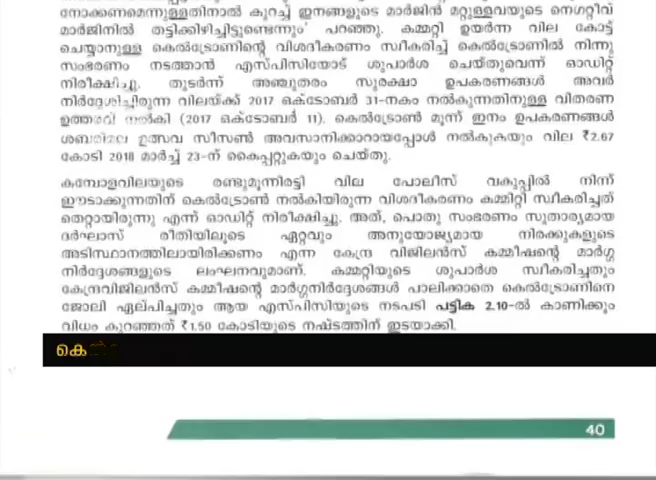 നോക്കണമെന്നുള്ളതിനാൽ കുറച്ച് ഇനങ്ങളുടെ മാർജിൻ മറ്റുള്ളവയുടെ നെഗറ്റീവ്
മാർജിനിൽ തട്ടിക്കിഴിച്ചിട്ടുണ്ടെന്നും' പറഞ്ഞു. കമ്മറ്റി ഉയർന്ന വില കോട്ട്
ചെയ്യാനുള്ള കെൽട്രോണിന്റെ വിശദീകരണം സ്വീകരിച്ച് കെൽട്രോണിൽ നിന്നു
സംഭരണം നടത്താൻ എസ്പിസിയോട് ശുപാർശ ചെയ്തുവെന്ന് ഓഡിറ്റ്
നിരീക്ഷിച്ചു. തുടർന്ന് അഞ്ചുതരം സുരക്ഷാ ഉപകരണങ്ങൾ അവർ
നിർദ്ദേശിച്ചിരുന്ന വിലയ്ക്ക് 2017 ഒക്ടോബർ 31-നകം നൽകുന്നതിനുള്ള വിതരണ
ഉത്തരവ് നൽകി (2017 ഒക്ടോബർ 11). കെൽട്രോൺ മൂന്ന് ഇനം ഉപകരണങ്ങൾ
ശബരിമല ഉത്സവ സീസൺ അവസാനിക്കാറായപ്പോൾ നൽകുകയും വില ₹2.67
കോടി 2018 മാർച്ച് 23-ന് കൈപ്പറ്റുകയും ചെയ്തു.
കമ്പോളവിലയുടെ രണ്ടുമൂന്നിരട്ടി വില പോലീസ് വകുപ്പിൽ നിന്ന്
ഈടാക്കുന്നതിന് കെൽട്രോൺ നൽകിയിരുന്ന വിശദീകരണം കമ്മിറ്റി സ്വീകരിച്ചത്
തെറ്റായിരുന്നു എന്ന് ഓഡിറ്റ് നിരീക്ഷിച്ചു. അത്, പൊതു സംഭരണം സുതാര്യമായ
ദർഘാസ് രീതിയിലൂടെ ഏറ്റവും അനുയോജ്യമായ നിരക്കുകളുടെ
അടിസ്ഥാനത്തിലായിരിക്കണം എന്ന കേന്ദ്ര വിജിലൻസ് കമ്മീഷന്റെ മാർഗ്ഗ
നിർദ്ദേശങ്ങളുടെ ലംഘനവുമാണ്. കമ്മറ്റിയുടെ ശുപാർശ സ്വീകരിച്ചതും
കേന്ദ്രവിജിലൻസ് കമ്മീഷന്റെ മാർഗ്ഗനിർദ്ദേശങ്ങൾ പാലിക്കാതെ കെൽട്രോണിനെ
ജോലി ഏല്പിച്ചതും ആയ എസ്പിസിയുടെ നടപടി പട്ടിക 2.10-ൽ കാണിക്കും
വിധം കുറഞ്ഞത് ₹1.50 കോടിയുടെ നഷ്ടത്തിന് ഇടയാക്കി.
40